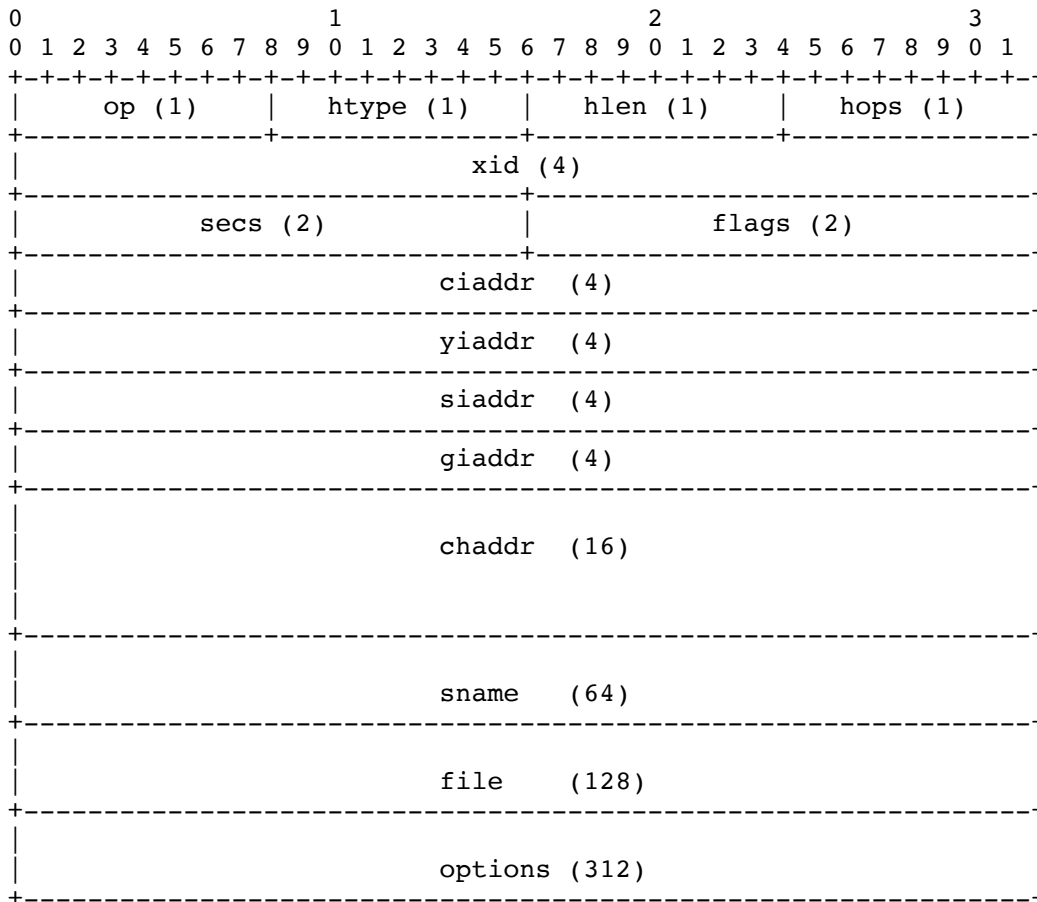 0                   1                   2                   3
0 1 2 3 4 5 6 7 8 9 0 1 2 3 4 5 6 7 8 9 0 1 2 3 4 5 6 7 8 9 0 1
+-+-+-+-+-+-+-+-+-+-+-+-+-+-+-+-+-+-+-+-+-+-+-+-+-+-+-+-+-+-+-+-
|     op (1)    |   htype (1)   |   hlen (1)    |   hops (1)
+---------------+---------------+---------------+---------------+
|                            xid (4)
+-------------------------------+-------------------------------+
|           secs (2)            |           flags (2)
+-------------------------------+-------------------------------+
|                          ciaddr  (4)
+---------------------------------------------------------------+
|                          yiaddr  (4)
+---------------------------------------------------------------+
|                          siaddr  (4)
+---------------------------------------------------------------+
|                          giaddr  (4)
+---------------------------------------------------------------+
|
|                          chaddr  (16)
|
|
+---------------------------------------------------------------+
|
|                          sname   (64)
+---------------------------------------------------------------+
|
|                          file    (128)
+---------------------------------------------------------------+
|
|                          options (312)
+---------------------------------------------------------------+